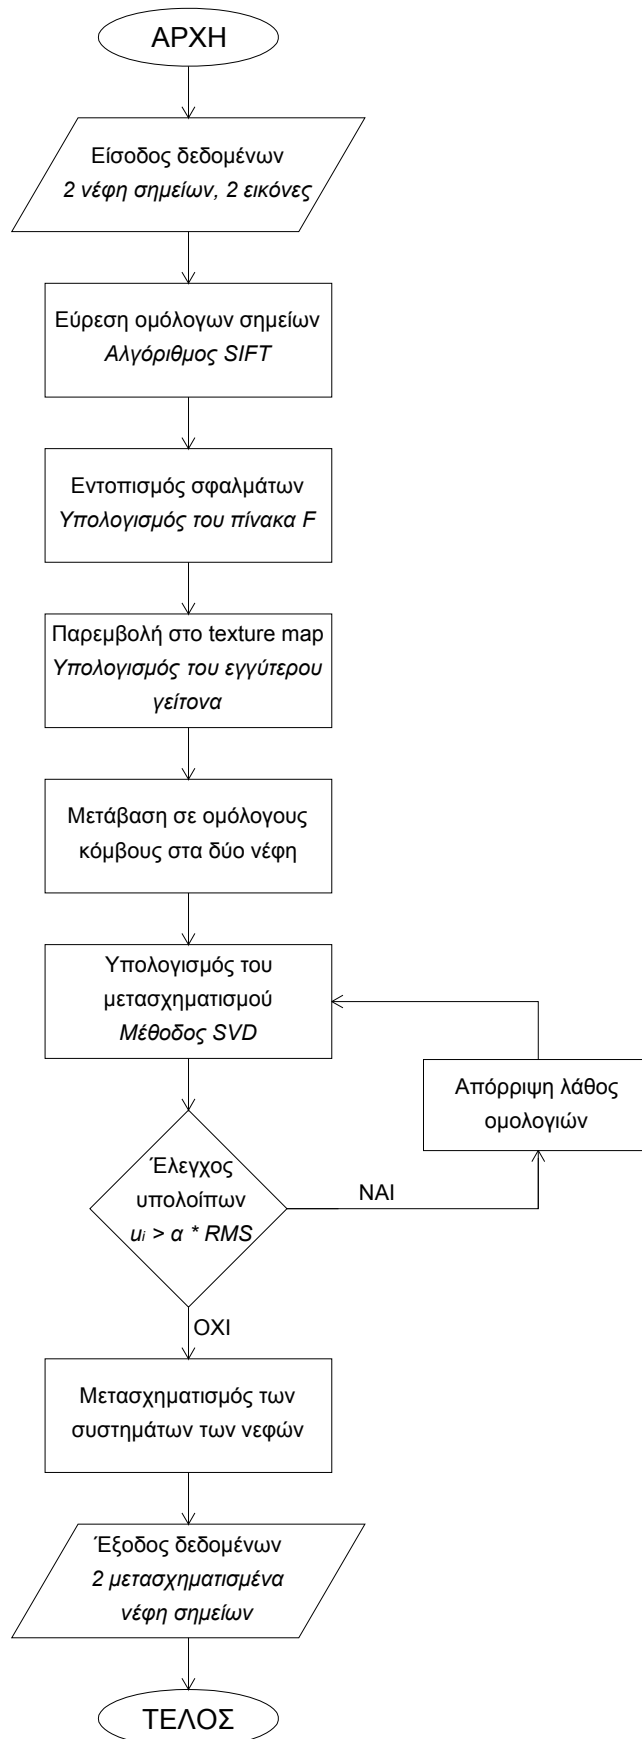 ΑΡΧΗ
Είσοδος δεδομένων
2 νέφη σημείων, 2 εικόνες
Εύρεση ομόλογων σημείων
Αλγόριθμος SIFT
Εντοπισμός σφαλμάτων
Υπολογισμός του πίνακα F
Παρεμβολή στο texture map
Υπολογισμός του εγγύτερου
γείτονα
Μετάβαση σε ομόλογους
κόμβους στα δύο νέφη
Υπολογισμός του
μετασχηματισμού
Μέθοδος SVD
Απόρριψη λάθος
ομολογιών
Έλεγχος
υπολοίπων
ui > α * RMS
ΝΑΙ
ΟΧΙ
Μετασχηματισμός των
συστημάτων των νεφών
Έξοδος δεδομένων
2 μετασχηματισμένα
νέφη σημείων
ΤΕΛΟΣ